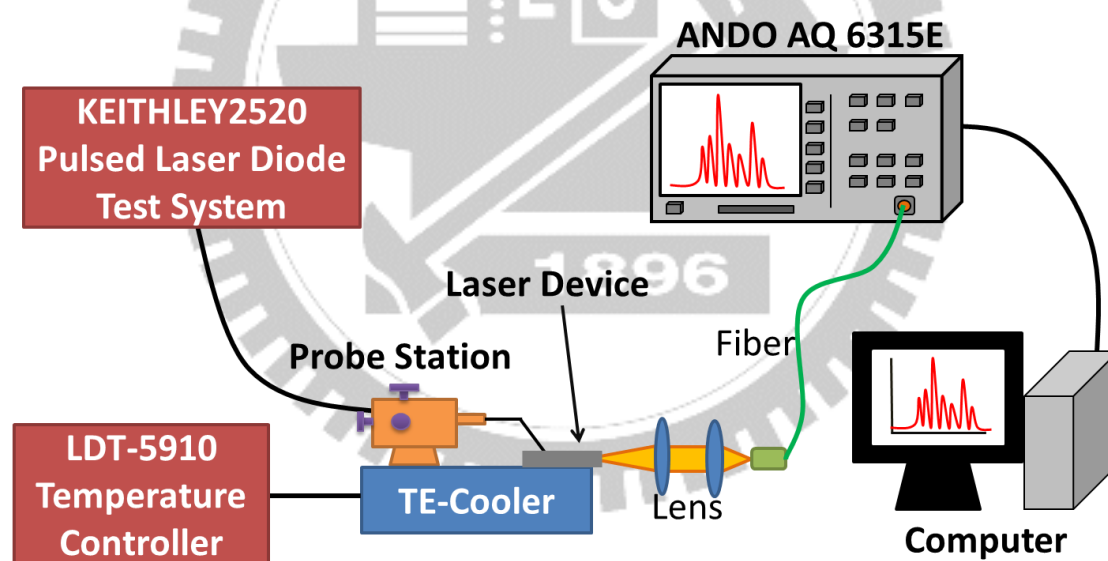 ANDO AQ 6315E
KEITHLEY2520
Pulsed Laser Diode
Test System
1896
Laser Device
Fiber
Probe Station
LDT-5910
Temperature
Controller
TE-Cooler
Lens
Computer